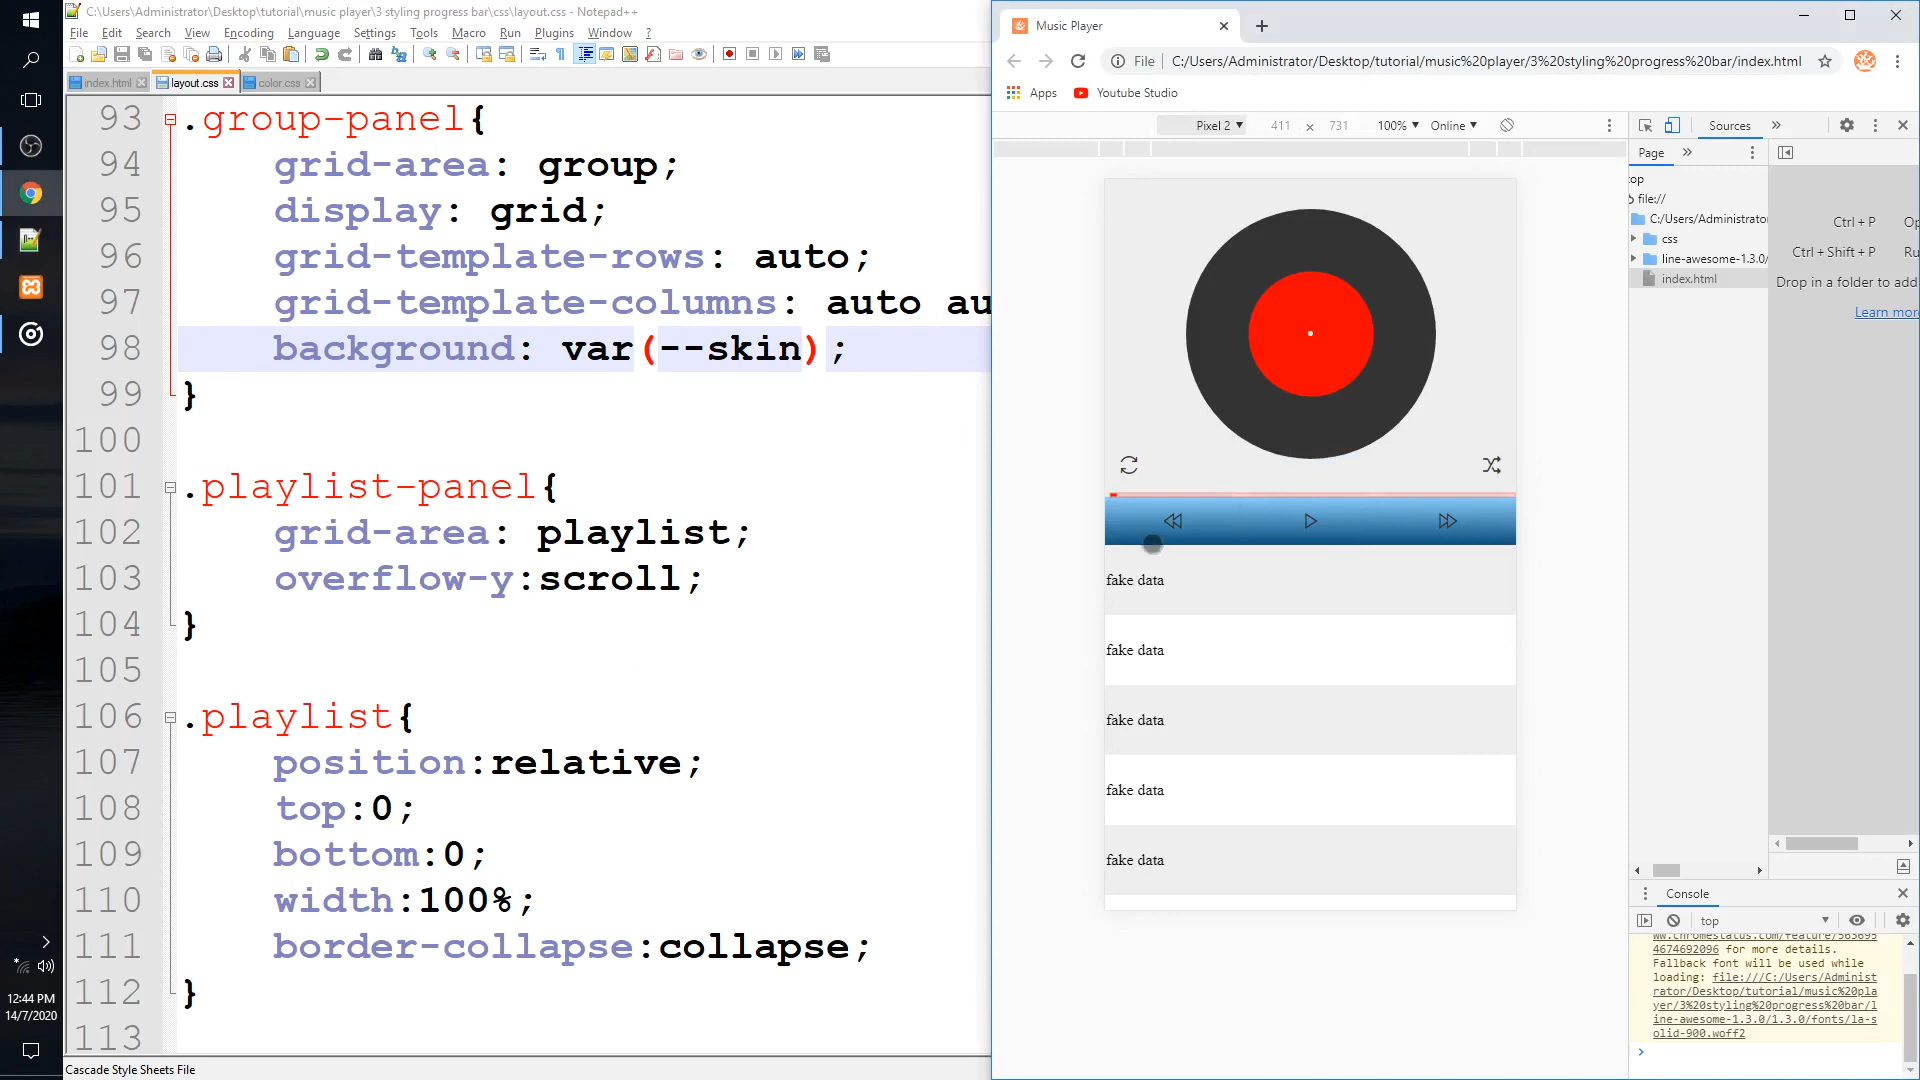 C:\Users\Administrator\Desktop\tutorial\music player\3 styling progress bar\css\layout.css - Notepad++
File Edit Search View Encoding Language Settings Tools Macro Run Plugins Window ?
index.html layout.css color.css
93 .group-panel{
94 grid-area: group;
95 display: grid;
96 grid-template-rows: auto;
97 grid-template-columns: auto au
98 background: var(--skin);
99 }
100
101 .playlist-panel{
102 grid-area: playlist;
103 overflow-y:scroll;
104 }
105
106 .playlist{
107 position:relative;
108 top:0;
109 bottom:0;
110 width:100%;
111 border-collapse:collapse;
112 }
113
Cascade Style Sheets File
12:44 PM
14/7/2020
Music Player
File C:/Users/Administrator/Desktop/tutorial/music%20player/3%20styling%20progress%20bar/index.html
Apps Youtube Studio
Pixel 2 411 x 731 100% Online
fake data
fake data
fake data
fake data
fake data
Sources
Page
top
file://
C:/Users/Administrator
css
line-awesome-1.3.0/
index.html
Ctrl + P Op
Ctrl + Shift + P Ru
Drop in a folder to add
Learn more
Console
top
ww.chromestatus.com/feature/563695
4674692096 for more details.
Fallback font will be used while
loading: file:///C:/Users/Administ
rator/Desktop/tutorial/music%20pla
yer/3%20styling%20progress%20bar/l
ine-awesome-1.3.0/1.3.0/fonts/la-s
olid-900.woff2